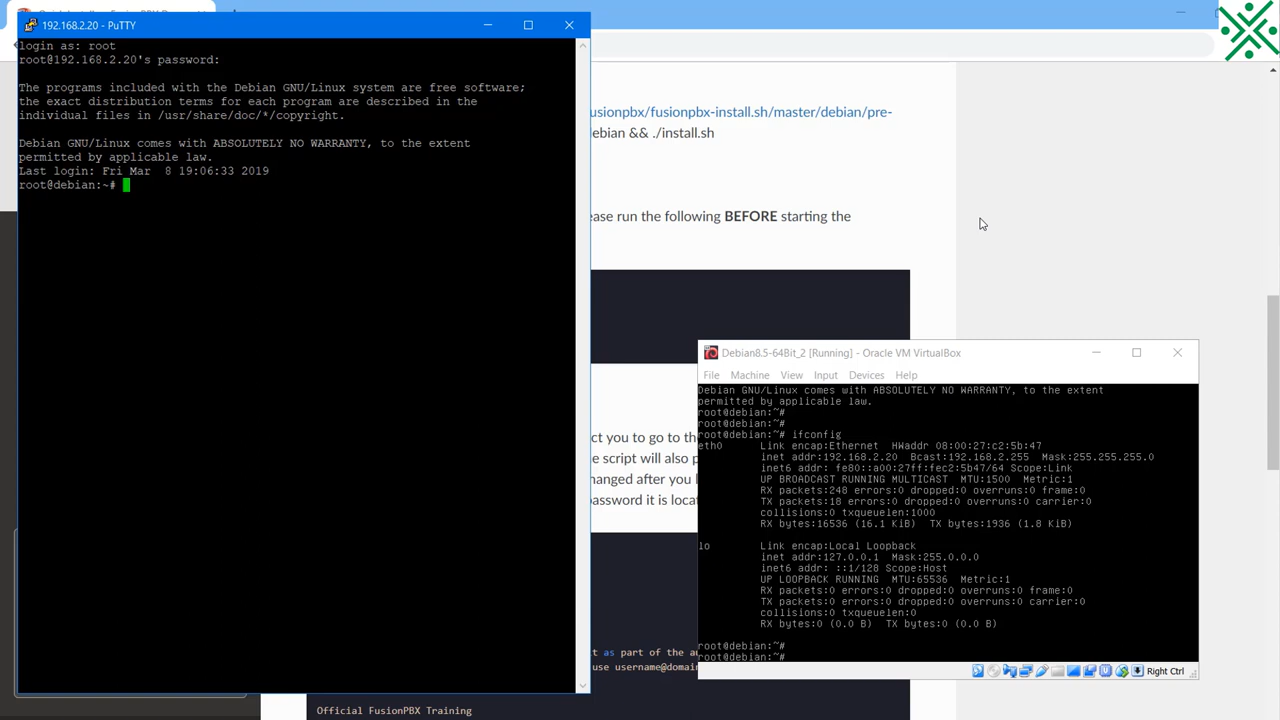 192.168.2.20 - PuTTY
login as: root
root@192.168.2.20's password:
The programs included with the Debian GNU/Linux system are free software;
the exact distribution terms for each program are described in the
individual files in /usr/share/doc/*/copyright.
Debian GNU/Linux comes with ABSOLUTELY NO WARRANTY, to the extent
permitted by applicable law.
Last login: Fri Mar  8 19:06:33 2019
root@debian:~#
usionpbx/fusionpbx-install.sh/master/debian/pre-
ebian && ./install.sh
ease run the following BEFORE starting the
ct you to go to th
e script will also p
hanged after you l
password it is locat
t as part of the au
use username@domai
Official FusionPBX Training
Debian8.5-64Bit_2 [Running] - Oracle VM VirtualBox
File Machine View Input Devices Help
Debian GNU/Linux comes with ABSOLUTELY NO WARRANTY, to the extent
permitted by applicable law.
root@debian:~#
root@debian:~#
root@debian:~# ifconfig
eth0 Link encap:Ethernet HWaddr 08:00:27:c2:5b:47
inet addr:192.168.2.20 Bcast:192.168.2.255 Mask:255.255.255.0
inet6 addr: fe80::a00:27ff:fec2:5b47/64 Scope:Link
UP BROADCAST RUNNING MULTICAST MTU:1500 Metric:1
RX packets:248 errors:0 dropped:0 overruns:0 frame:0
TX packets:18 errors:0 dropped:0 overruns:0 carrier:0
collisions:0 txqueuelen:1000
RX bytes:16536 (16.1 KiB) TX bytes:1936 (1.8 KiB)
lo Link encap:Local Loopback
inet addr:127.0.0.1 Mask:255.0.0.0
inet6 addr: ::1/128 Scope:Host
UP LOOPBACK RUNNING MTU:65536 Metric:1
RX packets:0 errors:0 dropped:0 overruns:0 frame:0
TX packets:0 errors:0 dropped:0 overruns:0 carrier:0
collisions:0 txqueuelen:0
RX bytes:0 (0.0 B) TX bytes:0 (0.0 B)
root@debian:~#
root@debian:~#
Right Ctrl